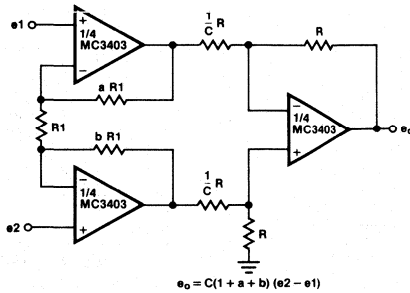 e1
+
1/4
MC3403
−
1/C R
R
a R1
R1
b R1
−
1/4
MC3403
+
e0
−
1/4
MC3403
+
e2
1/C R
R
eo = C(1 + a + b) (e2 − e1)